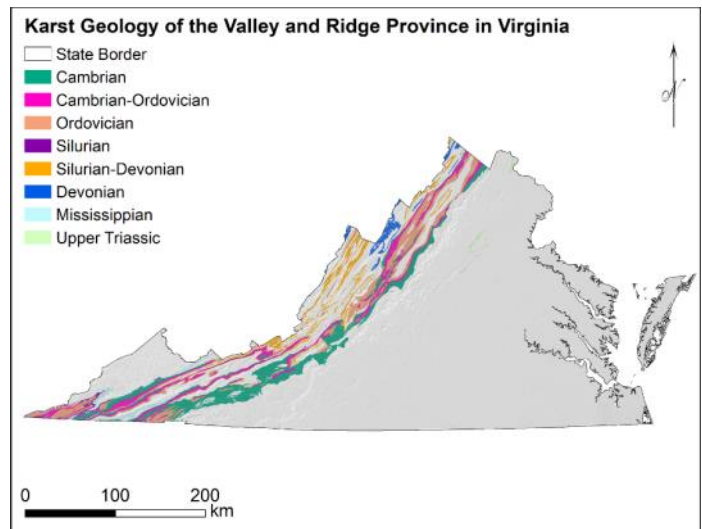 Karst Geology of the Valley and Ridge Province in Virginia
State Border
Cambrian
Cambrian-Ordovician
Ordovician
Silurian
Silurian-Devonian
Devonian
Mississippian
Upper Triassic
N
0 100 200
km